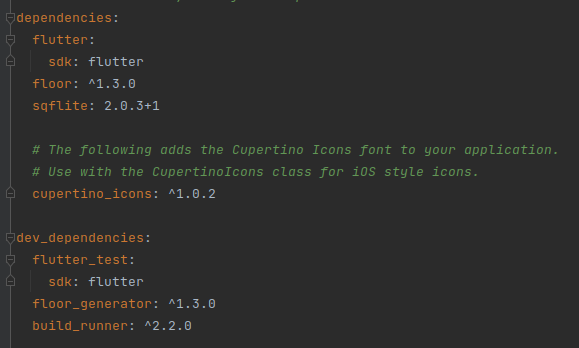 dependencies:
flutter:
sdk: flutter
floor: ^1.3.0
sqflite: 2.0.3+1
# The following adds the Cupertino Icons font to your application.
# Use with the CupertinoIcons class for iOS style icons.
cupertino_icons: ^1.0.2
dev_dependencies:
flutter_test:
sdk: flutter
floor_generator: ^1.3.0
build_runner: ^2.2.0